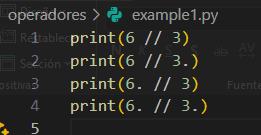 operadores > example1.py
1 print(6 // 3)
2 print(6 // 3.)
3 print(6. // 3)
4 print(6. // 3.)
5